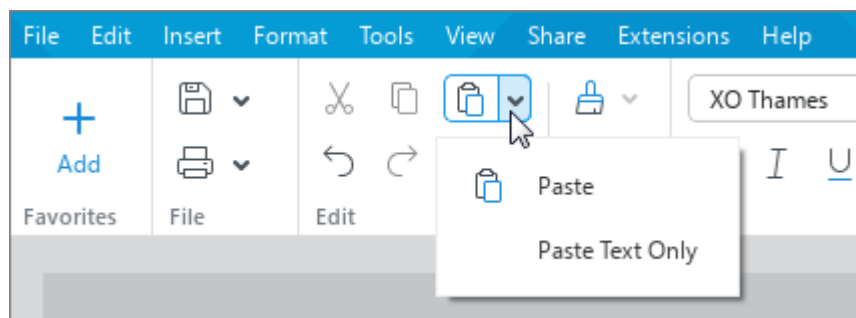 File Edit Insert Format Tools View Share Extensions Help
XO Thames
Add
Favorites File Edit
Paste
Paste Text Only